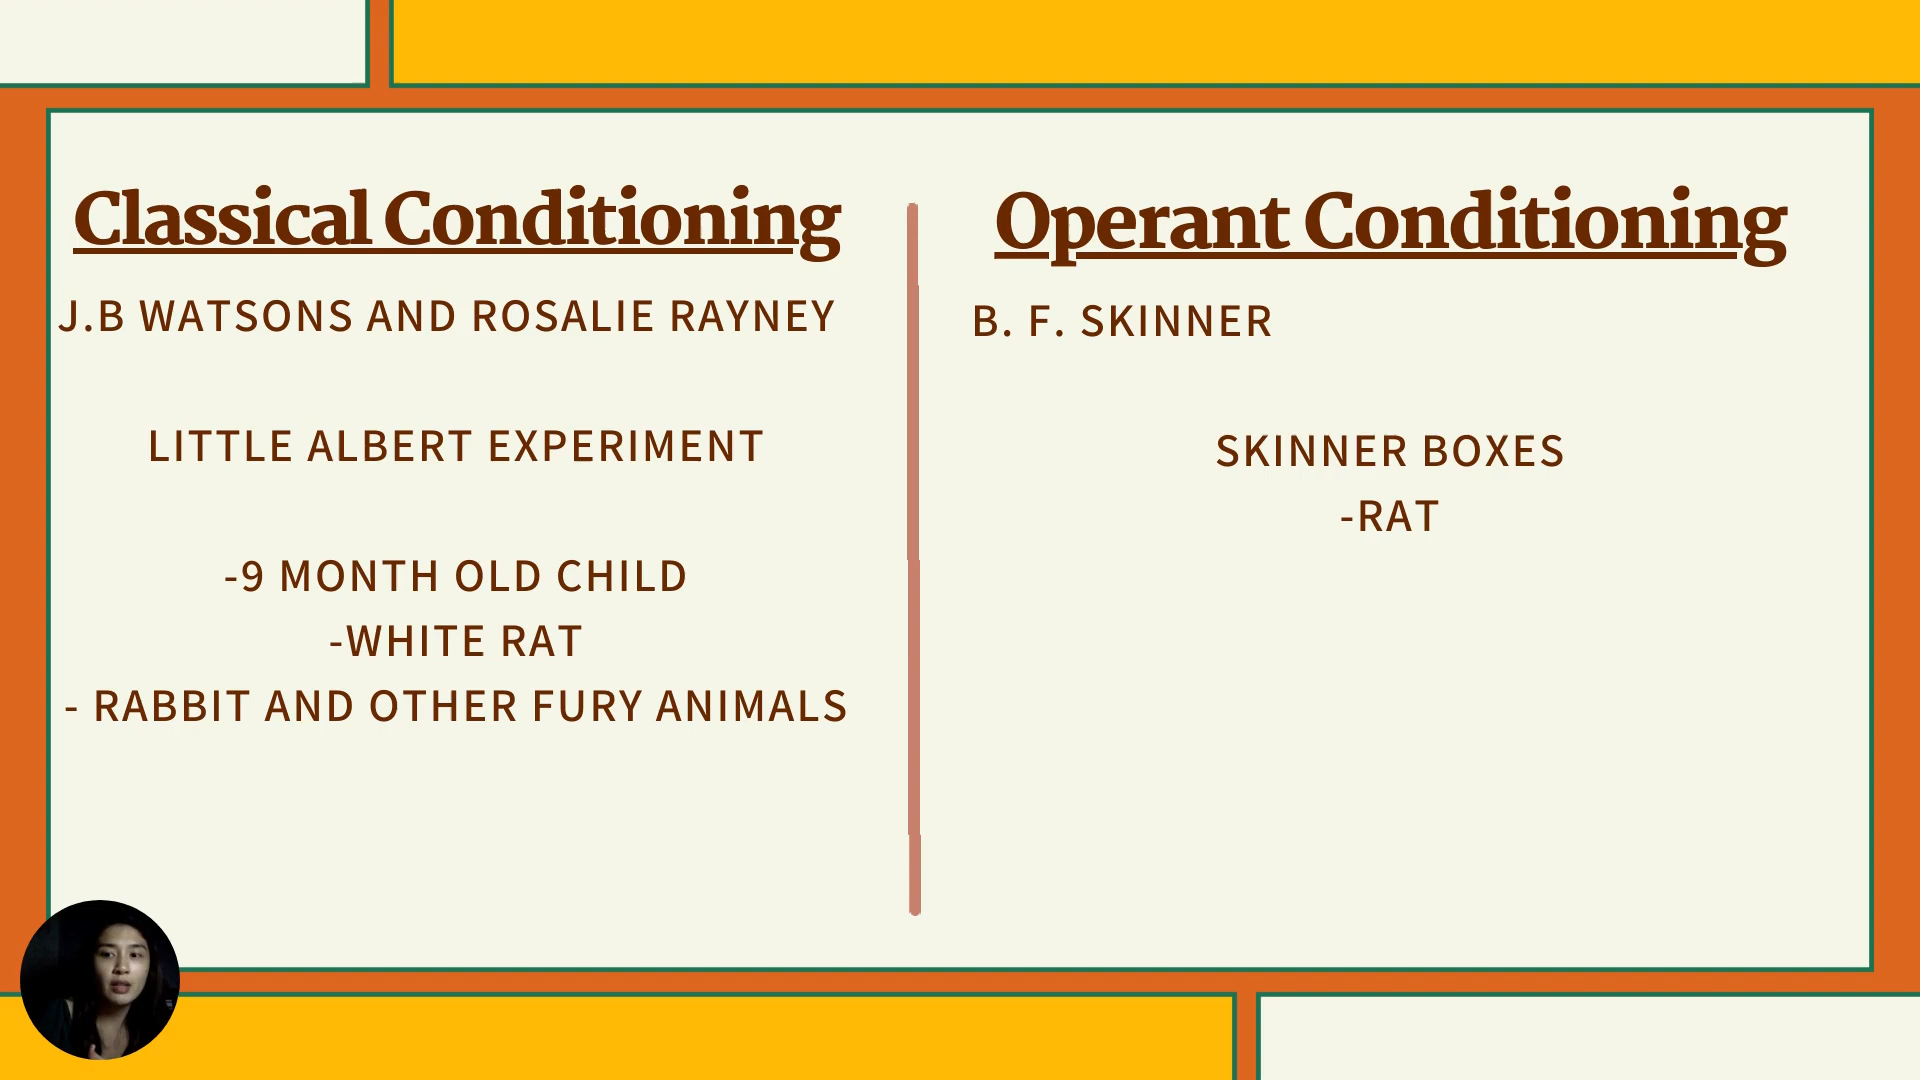 Classical Conditioning
J.B WATSONS AND ROSALIE RAYNEY
LITTLE ALBERT EXPERIMENT
-9 MONTH OLD CHILD
-WHITE RAT
- RABBIT AND OTHER FURY ANIMALS
Operant Conditioning
B. F. SKINNER
SKINNER BOXES
-RAT